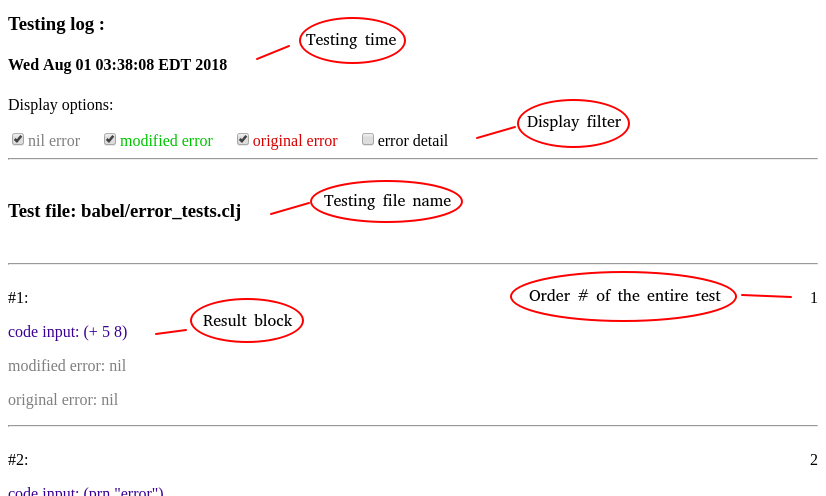 Testing log :
Testing time
Wed Aug 01 03:38:08 EDT 2018
Display options:
Display filter
nil error modified error original error error detail
Testing file name
Test file: babel/error_tests.clj
#1: Order # of the entire test 1
Result block
code input: (+ 5 8)
modified error: nil
original error: nil
#2: 2
code input: (prn "error")